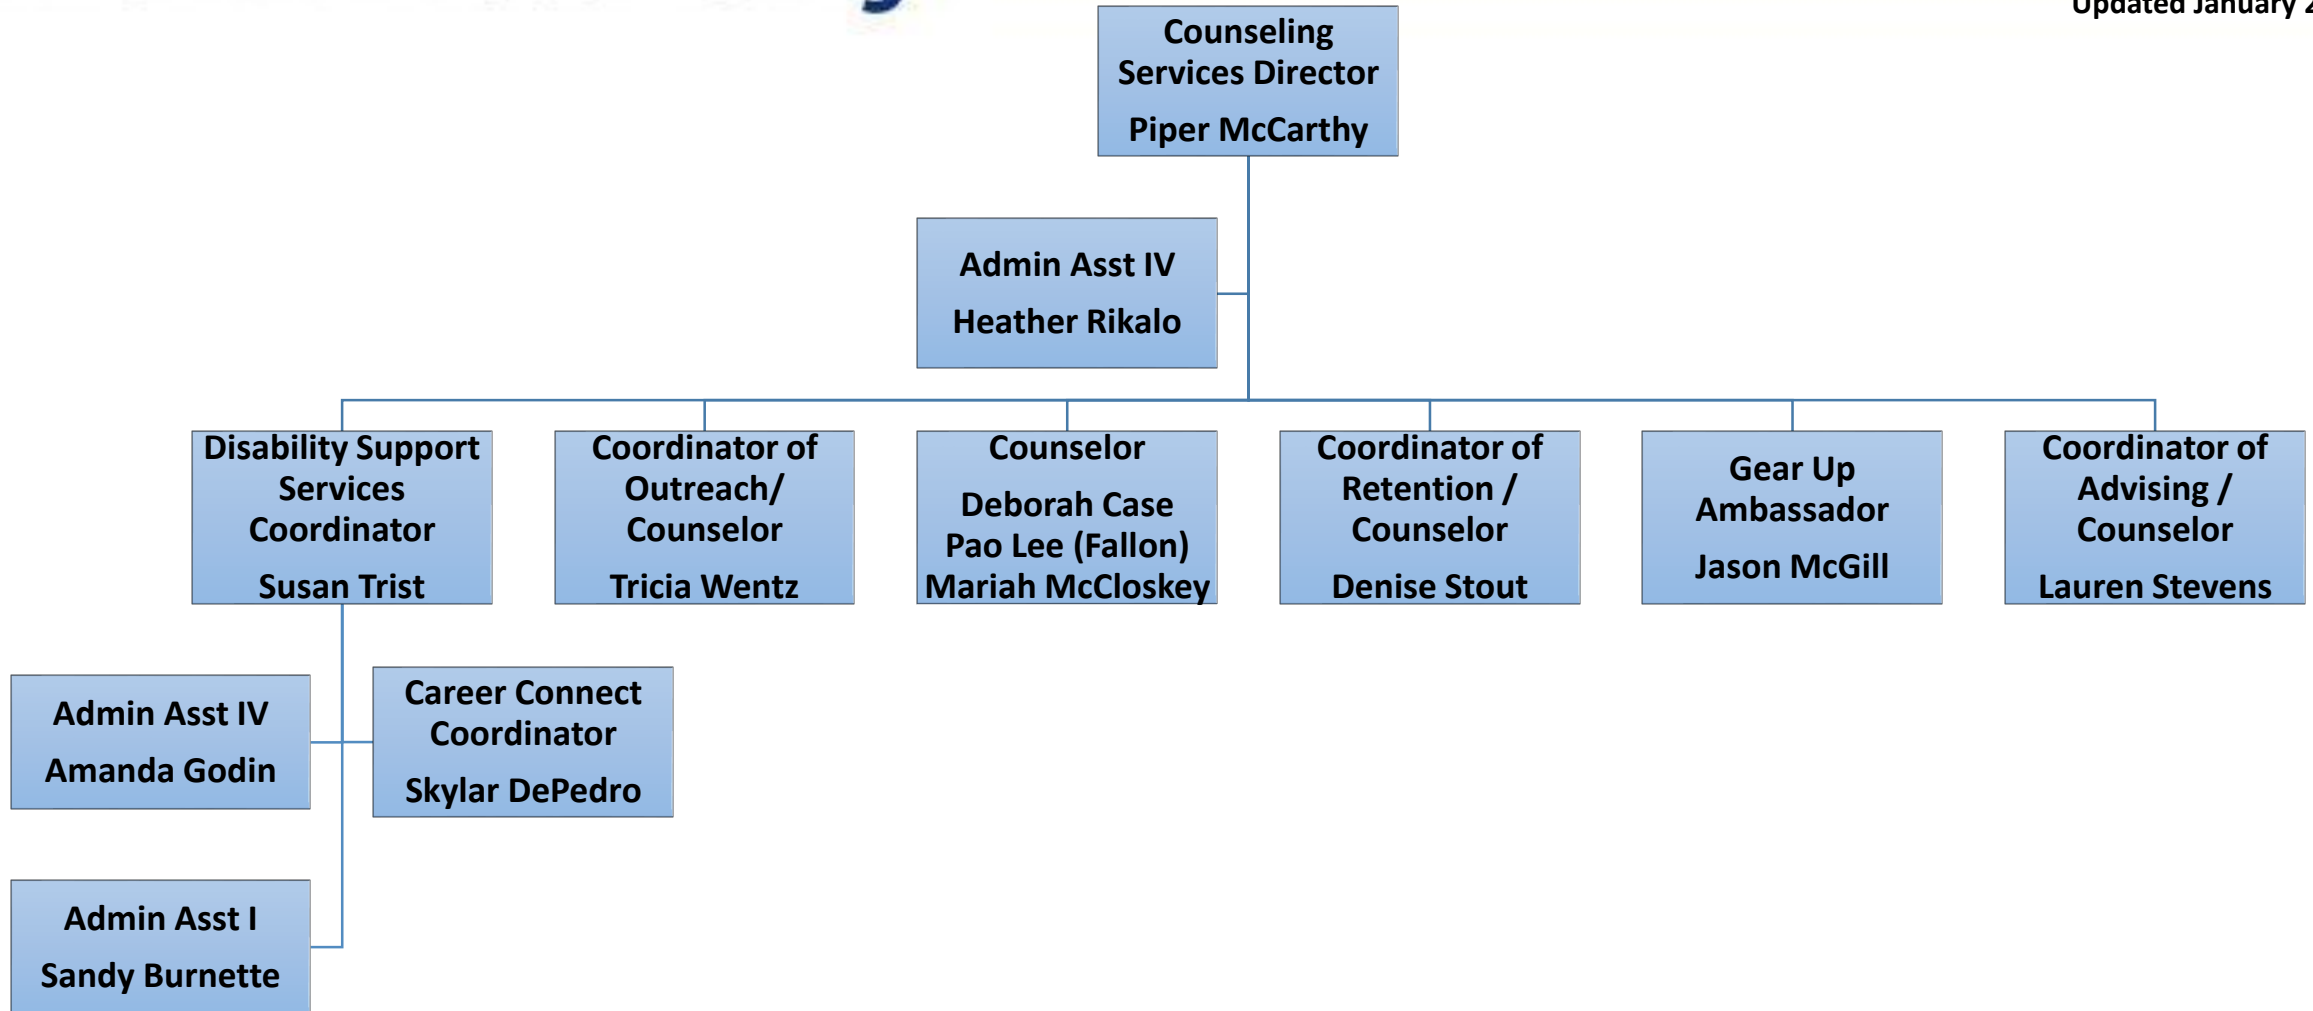 Updated January 2
Counseling
Services Director
Piper McCarthy
Admin Asst IV
Heather Rikalo
Disability Support
Services
Coordinator
Susan Trist
Coordinator of
Outreach/
Counselor
Tricia Wentz
Counselor
Deborah Case
Pao Lee (Fallon)
Mariah McCloskey
Coordinator of
Retention /
Counselor
Denise Stout
Gear Up
Ambassador
Jason McGill
Coordinator of
Advising /
Counselor
Lauren Stevens
Admin Asst IV
Amanda Godin
Career Connect
Coordinator
Skylar DePedro
Admin Asst I
Sandy Burnette